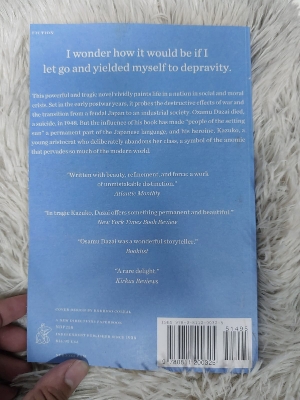 FICTION
I wonder how it would be if I
let go and yielded myself to depravity.
This powerful and tragic novel vividly paints life in a nation in social and moral
crisis. Set in the early postwar years, it probes the destructive effects of war and
the transition from a feudal Japan to an industrial society. Osamu Dazai died,
a suicide, in 1948. But the influence of his book has made "people of the setting
sun" a permanent part of the Japanese language, and his heroine, Kazuko, a
young aristocrat who deliberately abandons her class, a symbol of the anomie
that pervades so much of the modern world.
"Written with beauty, refinement, and force: a work
of unmistakable distinction."
Atlantic Monthly
"In tragic Kazuko, Dazai offers something permanent and beautiful."
New York Times Book Review
"Osamu Dazai was a wonderful storyteller."
Booklist
"A rare delight."
Kirkus Reviews
A NEW DIRECTIONS PAPERBOOK
51495